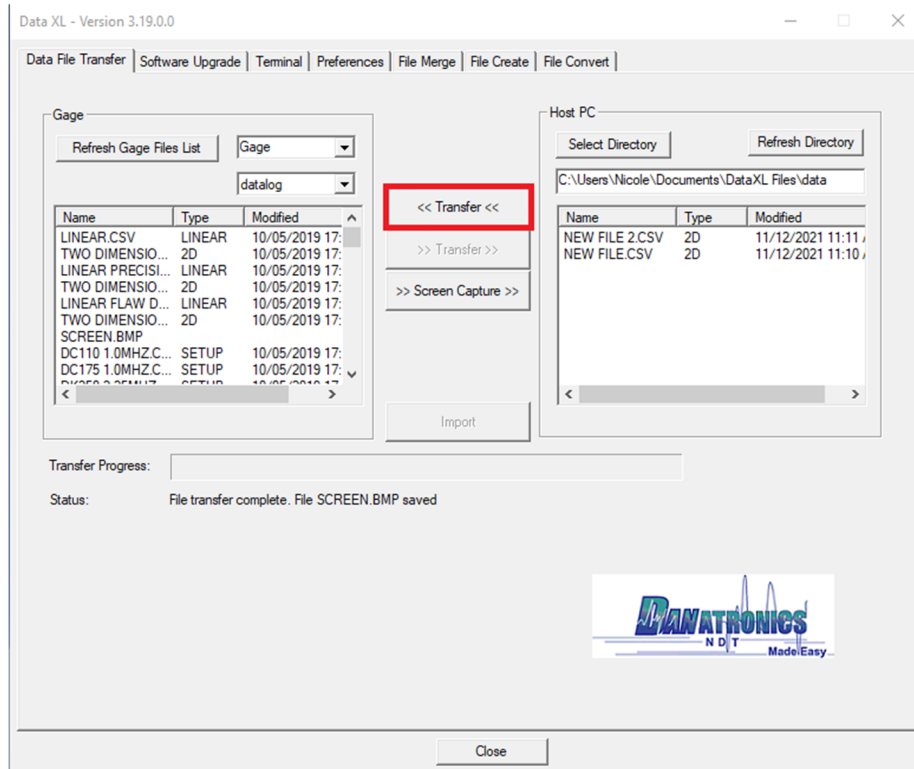 Data XL - Version 3.19.0.0
Data File Transfer Software Upgrade Terminal Preferences File Merge File Create File Convert
Gage
Refresh Gage Files List
Gage
datalog
Name Type Modified
LINEAR.CSV LINEAR 10/05/2019 17:
TWO DIMENSIO... 2D 10/05/2019 17:
LINEAR PRECISI... LINEAR 10/05/2019 17:
TWO DIMENSIO... 2D 10/05/2019 17:
LINEAR FLAW D... LINEAR 10/05/2019 17:
TWO DIMENSIO... 2D 10/05/2019 17:
SCREEN.BMP
DC110 1.0MHZ.C... SETUP 10/05/2019 17:
DC175 1.0MHZ.C... SETUP 10/05/2019 17:
<< Transfer <<
>> Transfer >>
>> Screen Capture >>
Import
Host PC
Select Directory
Refresh Directory
C:\Users\Nicole\Documents\DataXL Files\data
Name Type Modified
NEW FILE 2.CSV 2D 11/12/2021 11:11
NEW FILE.CSV 2D 11/12/2021 11:10
Transfer Progress:
Status: File transfer complete. File SCREEN.BMP saved
DANATRONICS
NDT
Made Easy
Close